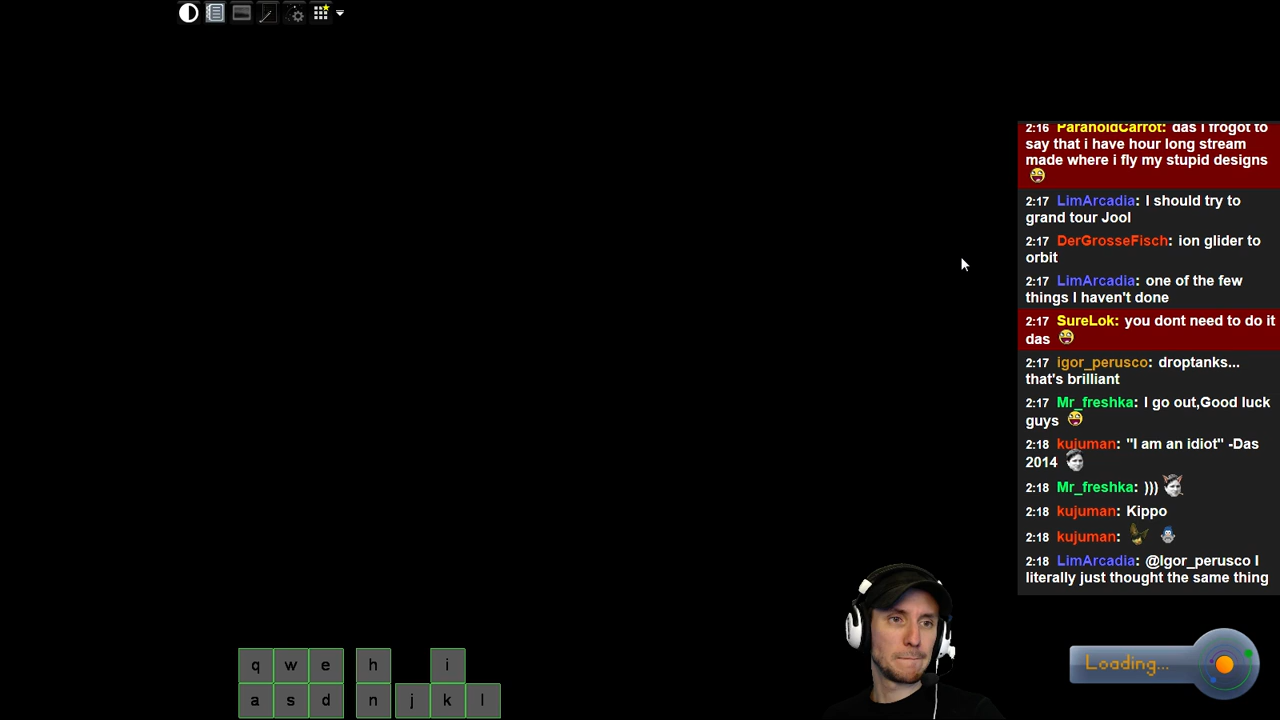 2:16 ParanoidCarrot: das i frogot to
say that i have hour long stream
made where i fly my stupid designs
2:17 LimArcadia: I should try to
grand tour Jool
2:17 DerGrosseFisch: ion glider to
orbit
2:17 LimArcadia: one of the few
things I haven't done
2:17 SureLok: you dont need to do it
das
2:17 igor_perusco: droptanks...
that's brilliant
2:17 Mr_freshka: I go out,Good luck
guys
2:18 kujuman: "I am an idiot" -Das
2014
2:18 Mr_freshka: )))
2:18 kujuman: Kippo
2:18 kujuman:
2:18 LimArcadia: @Igor_perusco I
literally just thought the same thing
q w e h i
a s d n j k l
Loading...